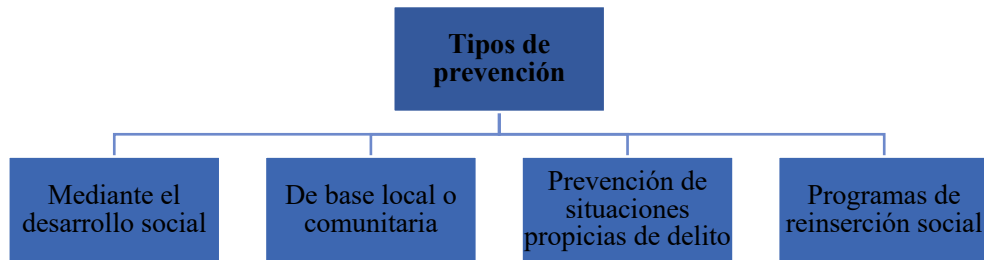 Tipos de
prevención
Mediante el
desarrollo social
De base local o
comunitaria
Prevención de
situaciones
propicias de delito
Programas de
reinserción social